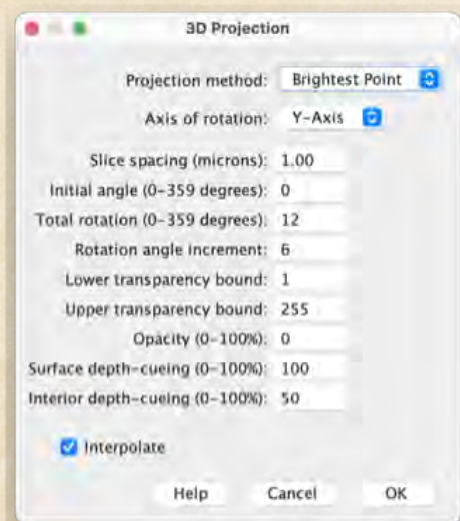 3D Projection
Projection method: Brightest Point
Axis of rotation: Y-Axis
Slice spacing (microns): 1.00
Initial angle (0-359 degrees): 0
Total rotation (0-359 degrees): 12
Rotation angle increment: 6
Lower transparency bound: 1
Upper transparency bound: 255
Opacity (0-100%): 0
Surface depth-cueing (0-100%): 100
Interior depth-cueing (0-100%): 50
Interpolate
Help Cancel OK